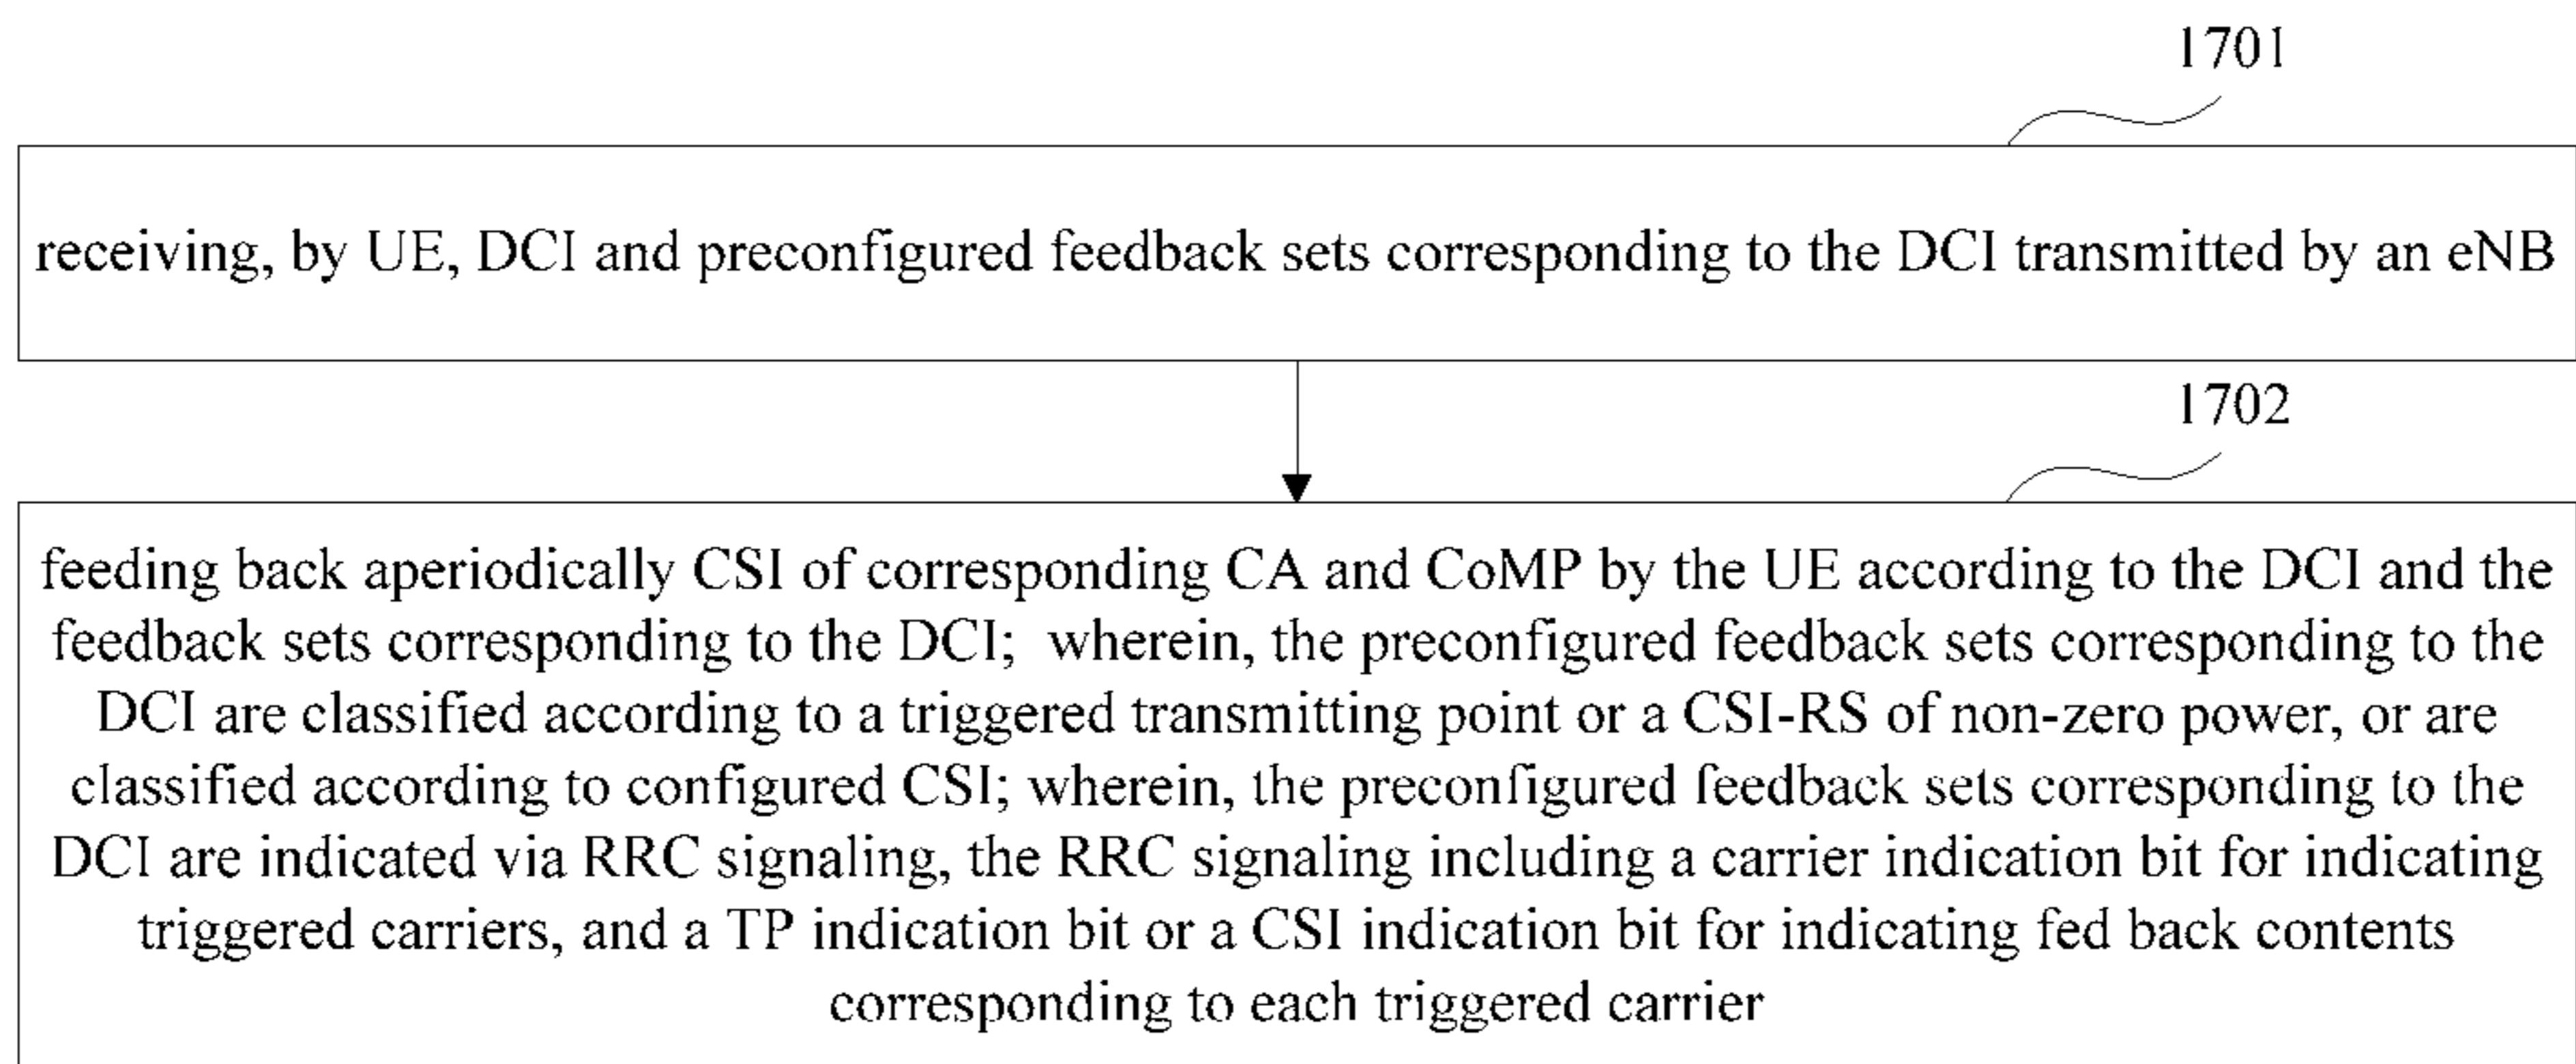 1701
receiving, by UE, DCI and preconfigured feedback sets corresponding to the DCI transmitted by an eNB
1702
feeding back aperiodically CSI of corresponding CA and CoMP by the UE according to the DCI and the
feedback sets corresponding to the DCI; wherein, the preconfigured feedback sets corresponding to the
DCI are classified according to a triggered transmitting point or a CSI-RS of non-zero power, or are
classified according to configured CSI; wherein, the preconfigured feedback sets corresponding to the
DCI are indicated via RRC signaling, the RRC signaling including a carrier indication bit for indicating
triggered carriers, and a TP indication bit or a CSI indication bit for indicating fed back contents
corresponding to each triggered carrier